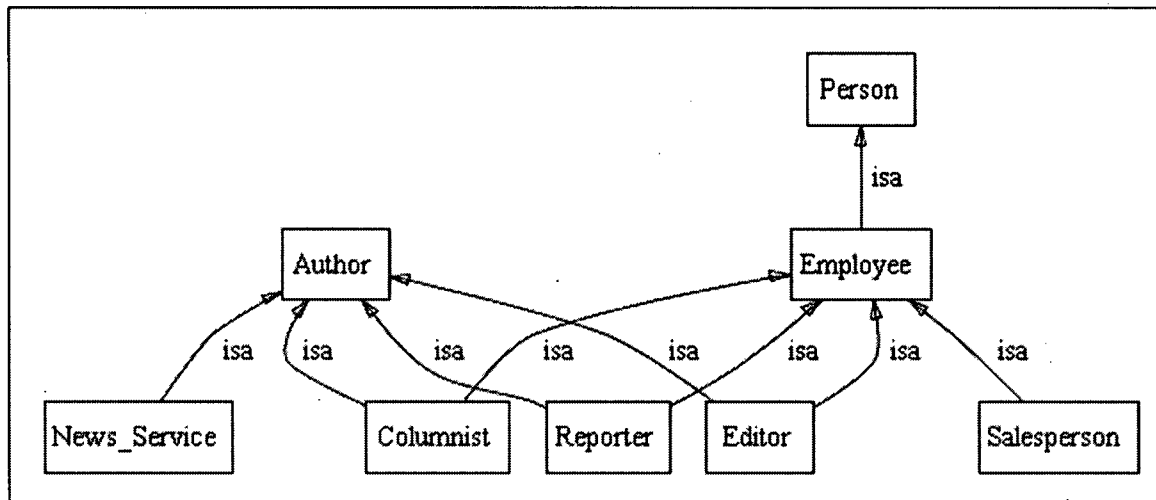 Person
isa
Author
Employee
isa
isa
isa
isa
isa
isa
isa
isa
News_Service
Columnist
Reporter
Editor
Salesperson